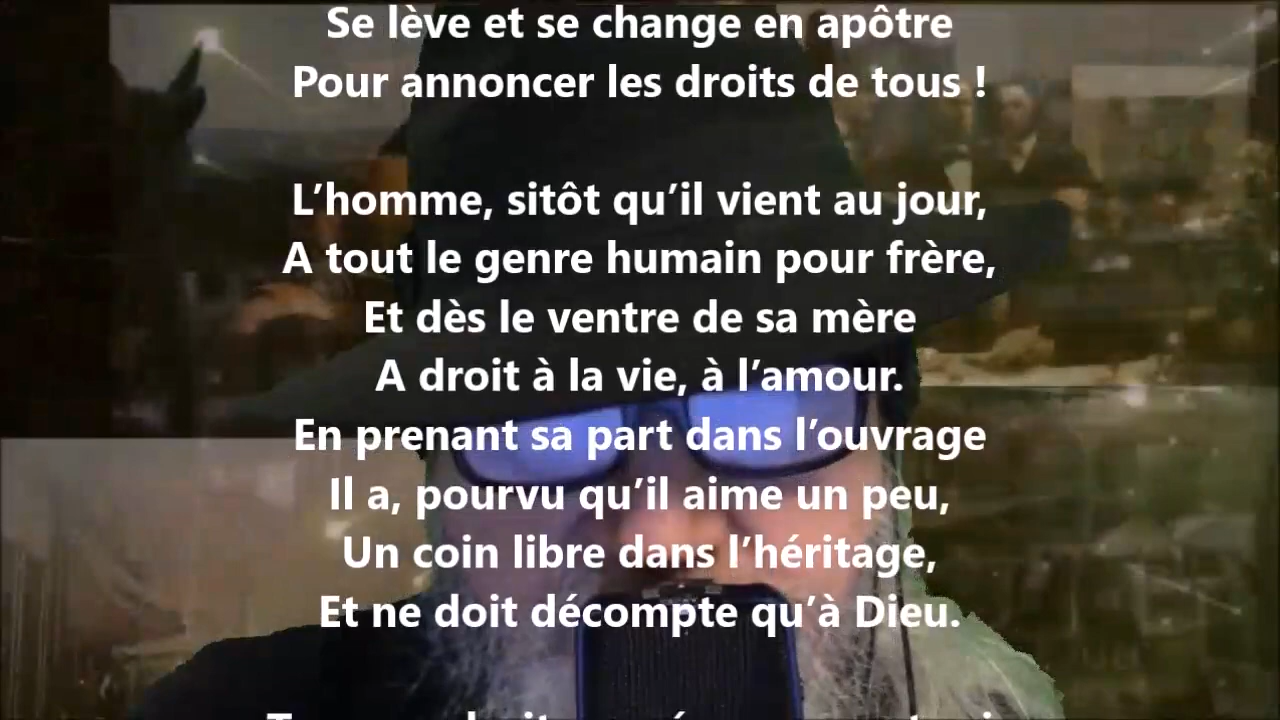 Se lève et se change en apôtre
Pour annoncer les droits de tous !
L’homme, sitôt qu’il vient au jour,
A tout le genre humain pour frère,
Et dès le ventre de sa mère
A droit à la vie, à l’amour.
En prenant sa part dans l’ouvrage
Il a, pourvu qu’il aime un peu,
Un coin libre dans l’héritage,
Et ne doit décompte qu’à Dieu.